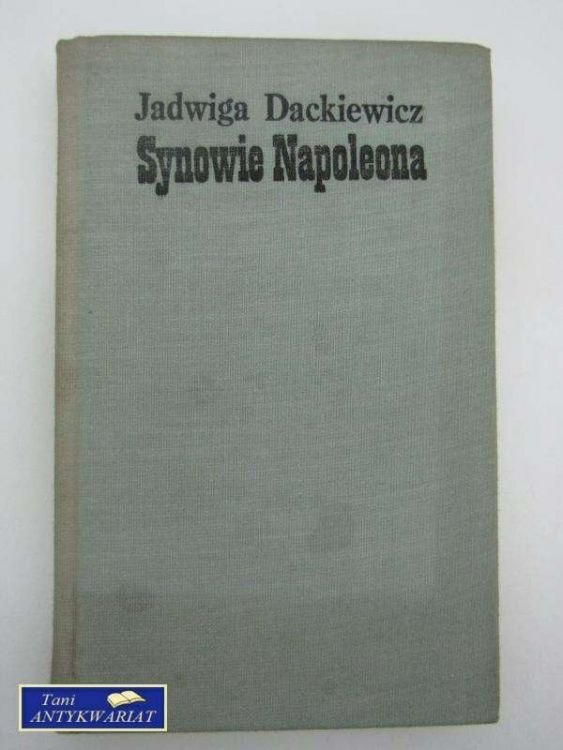 Jadwiga Dackiewicz
Synowie Napoleona
Tani
ANTYKWARIAT